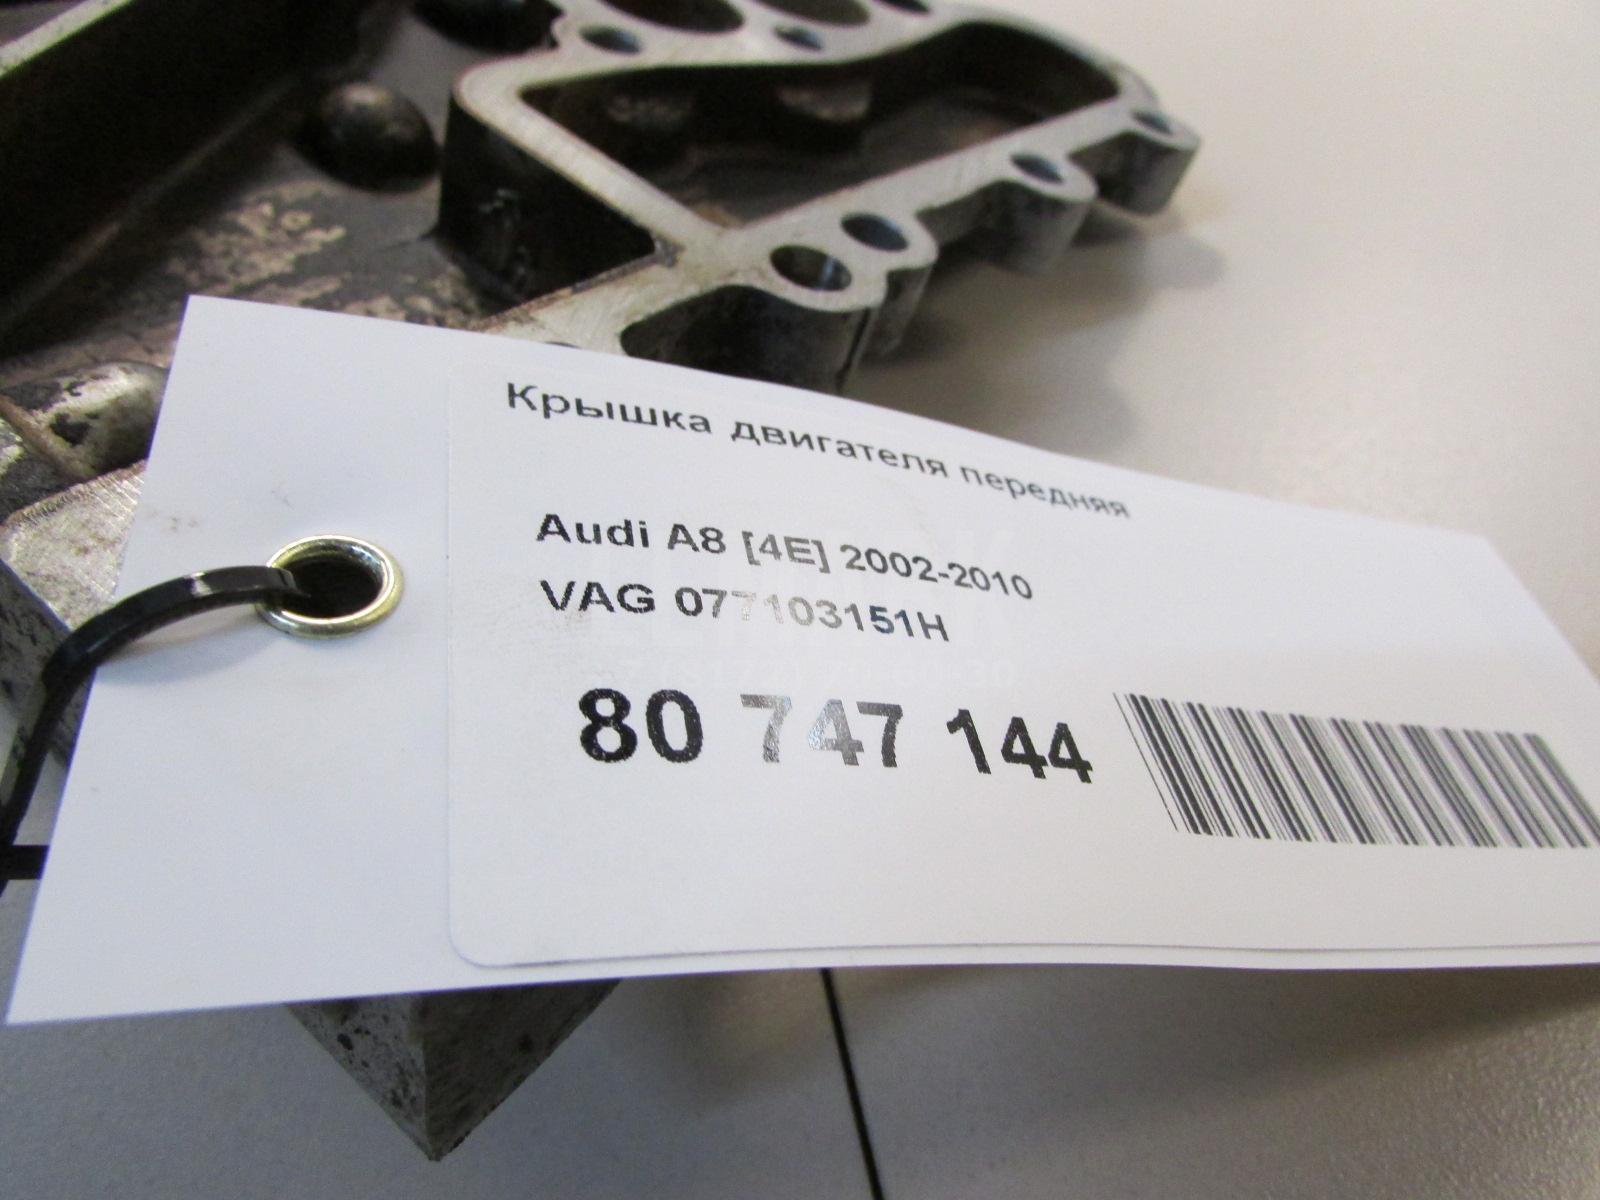 Крышка двигателя передняя
Audi A8 [4E] 2002-2010
VAG 077103151H
80 747 144